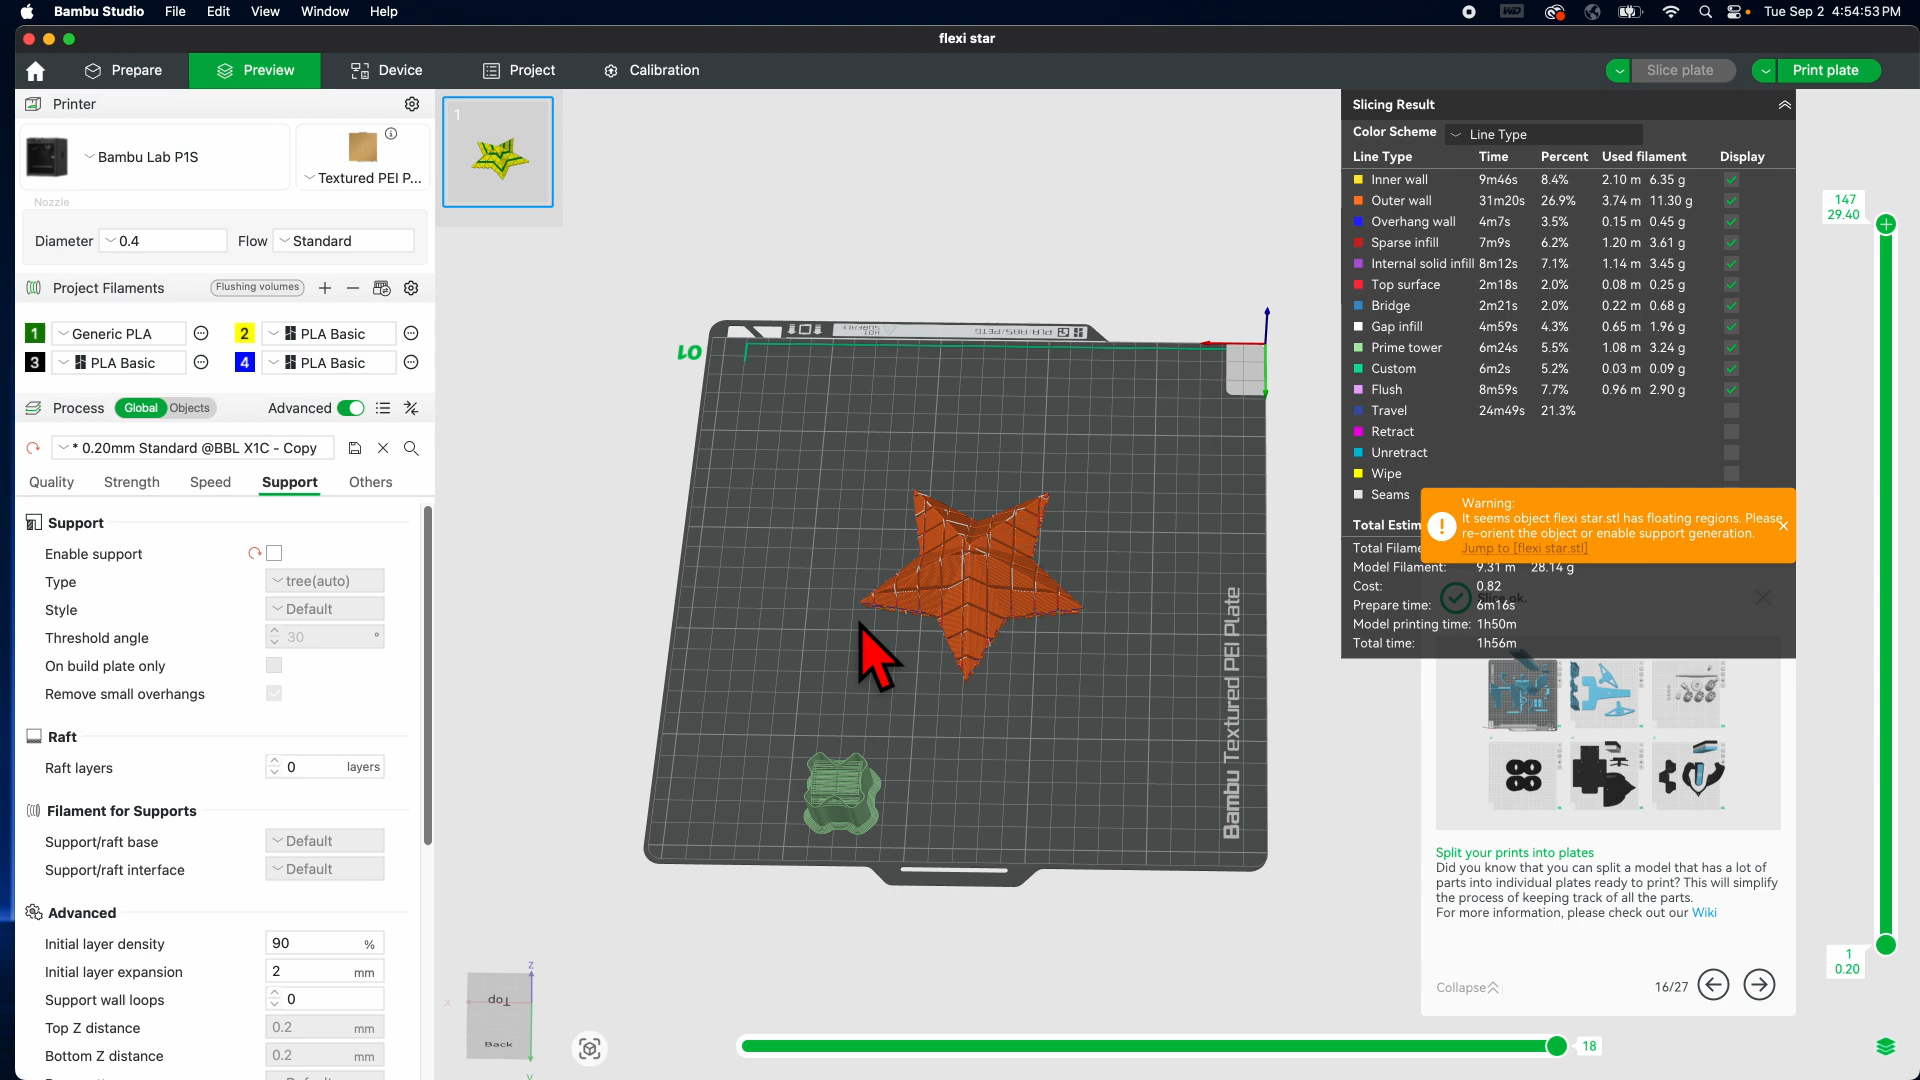 Bambu Studio File Edit View Window Help
Tue Sep 2 4:54:53 PM
flexi star
Prepare Preview Device Project Calibration
Slice plate Print plate
Printer
Bambu Lab P1S
Textured PEI P...
Nozzle
Diameter 0.4 Flow Standard
Project Filaments Flushing volumes
1 Generic PLA 2 PLA Basic
3 PLA Basic 4 PLA Basic
Process Global Objects Advanced
* 0.20mm Standard @BBL X1C - Copy
Quality Strength Speed Support Others
Support
Enable support
Type tree(auto)
Style Default
Threshold angle 30 °
On build plate only
Remove small overhangs
Raft
Raft layers 0 layers
Filament for Supports
Support/raft base Default
Support/raft interface Default
Advanced
Initial layer density 90 %
Initial layer expansion 2 mm
Support wall loops 0
Top Z distance 0.2 mm
Bottom Z distance 0.2 mm
1
01
Bambu Textured PEI Plate
z
x
Top
Back
18
Slicing Result
Color Scheme Line Type
Line Type Time Percent Used filament Display
Inner wall 9m46s 8.4% 2.10 m 6.35 g
Outer wall 31m20s 26.9% 3.74 m 11.30 g
Overhang wall 4m7s 3.5% 0.15 m 0.45 g
Sparse infill 7m9s 6.2% 1.20 m 3.61 g
Internal solid infill 8m12s 7.1% 1.14 m 3.45 g
Top surface 2m18s 2.0% 0.08 m 0.25 g
Bridge 2m21s 2.0% 0.22 m 0.68 g
Gap infill 4m59s 4.3% 0.65 m 1.96 g
Prime tower 6m24s 5.5% 1.08 m 3.24 g
Custom 6m2s 5.2% 0.03 m 0.09 g
Flush 8m59s 7.7% 0.96 m 2.90 g
Travel 24m49s 21.3%
Retract
Unretract
Wipe
Seams
Total Estim
Total Filame
Model Filament: 9.31 m 28.14 g
Cost: 0.82
Prepare time: 6m16s
Model printing time: 1h50m
Total time: 1h56m
Warning:
It seems object flexi star.stl has floating regions. Please
re-orient the object or enable support generation.
Jump to [flexi star.stl]
Slice ok.
Split your prints into plates
Did you know that you can split a model that has a lot of
parts into individual plates ready to print? This will simplify
the process of keeping track of all the parts.
For more information, please check out our Wiki
Collapse
16/27
147
29.40
1
0.20